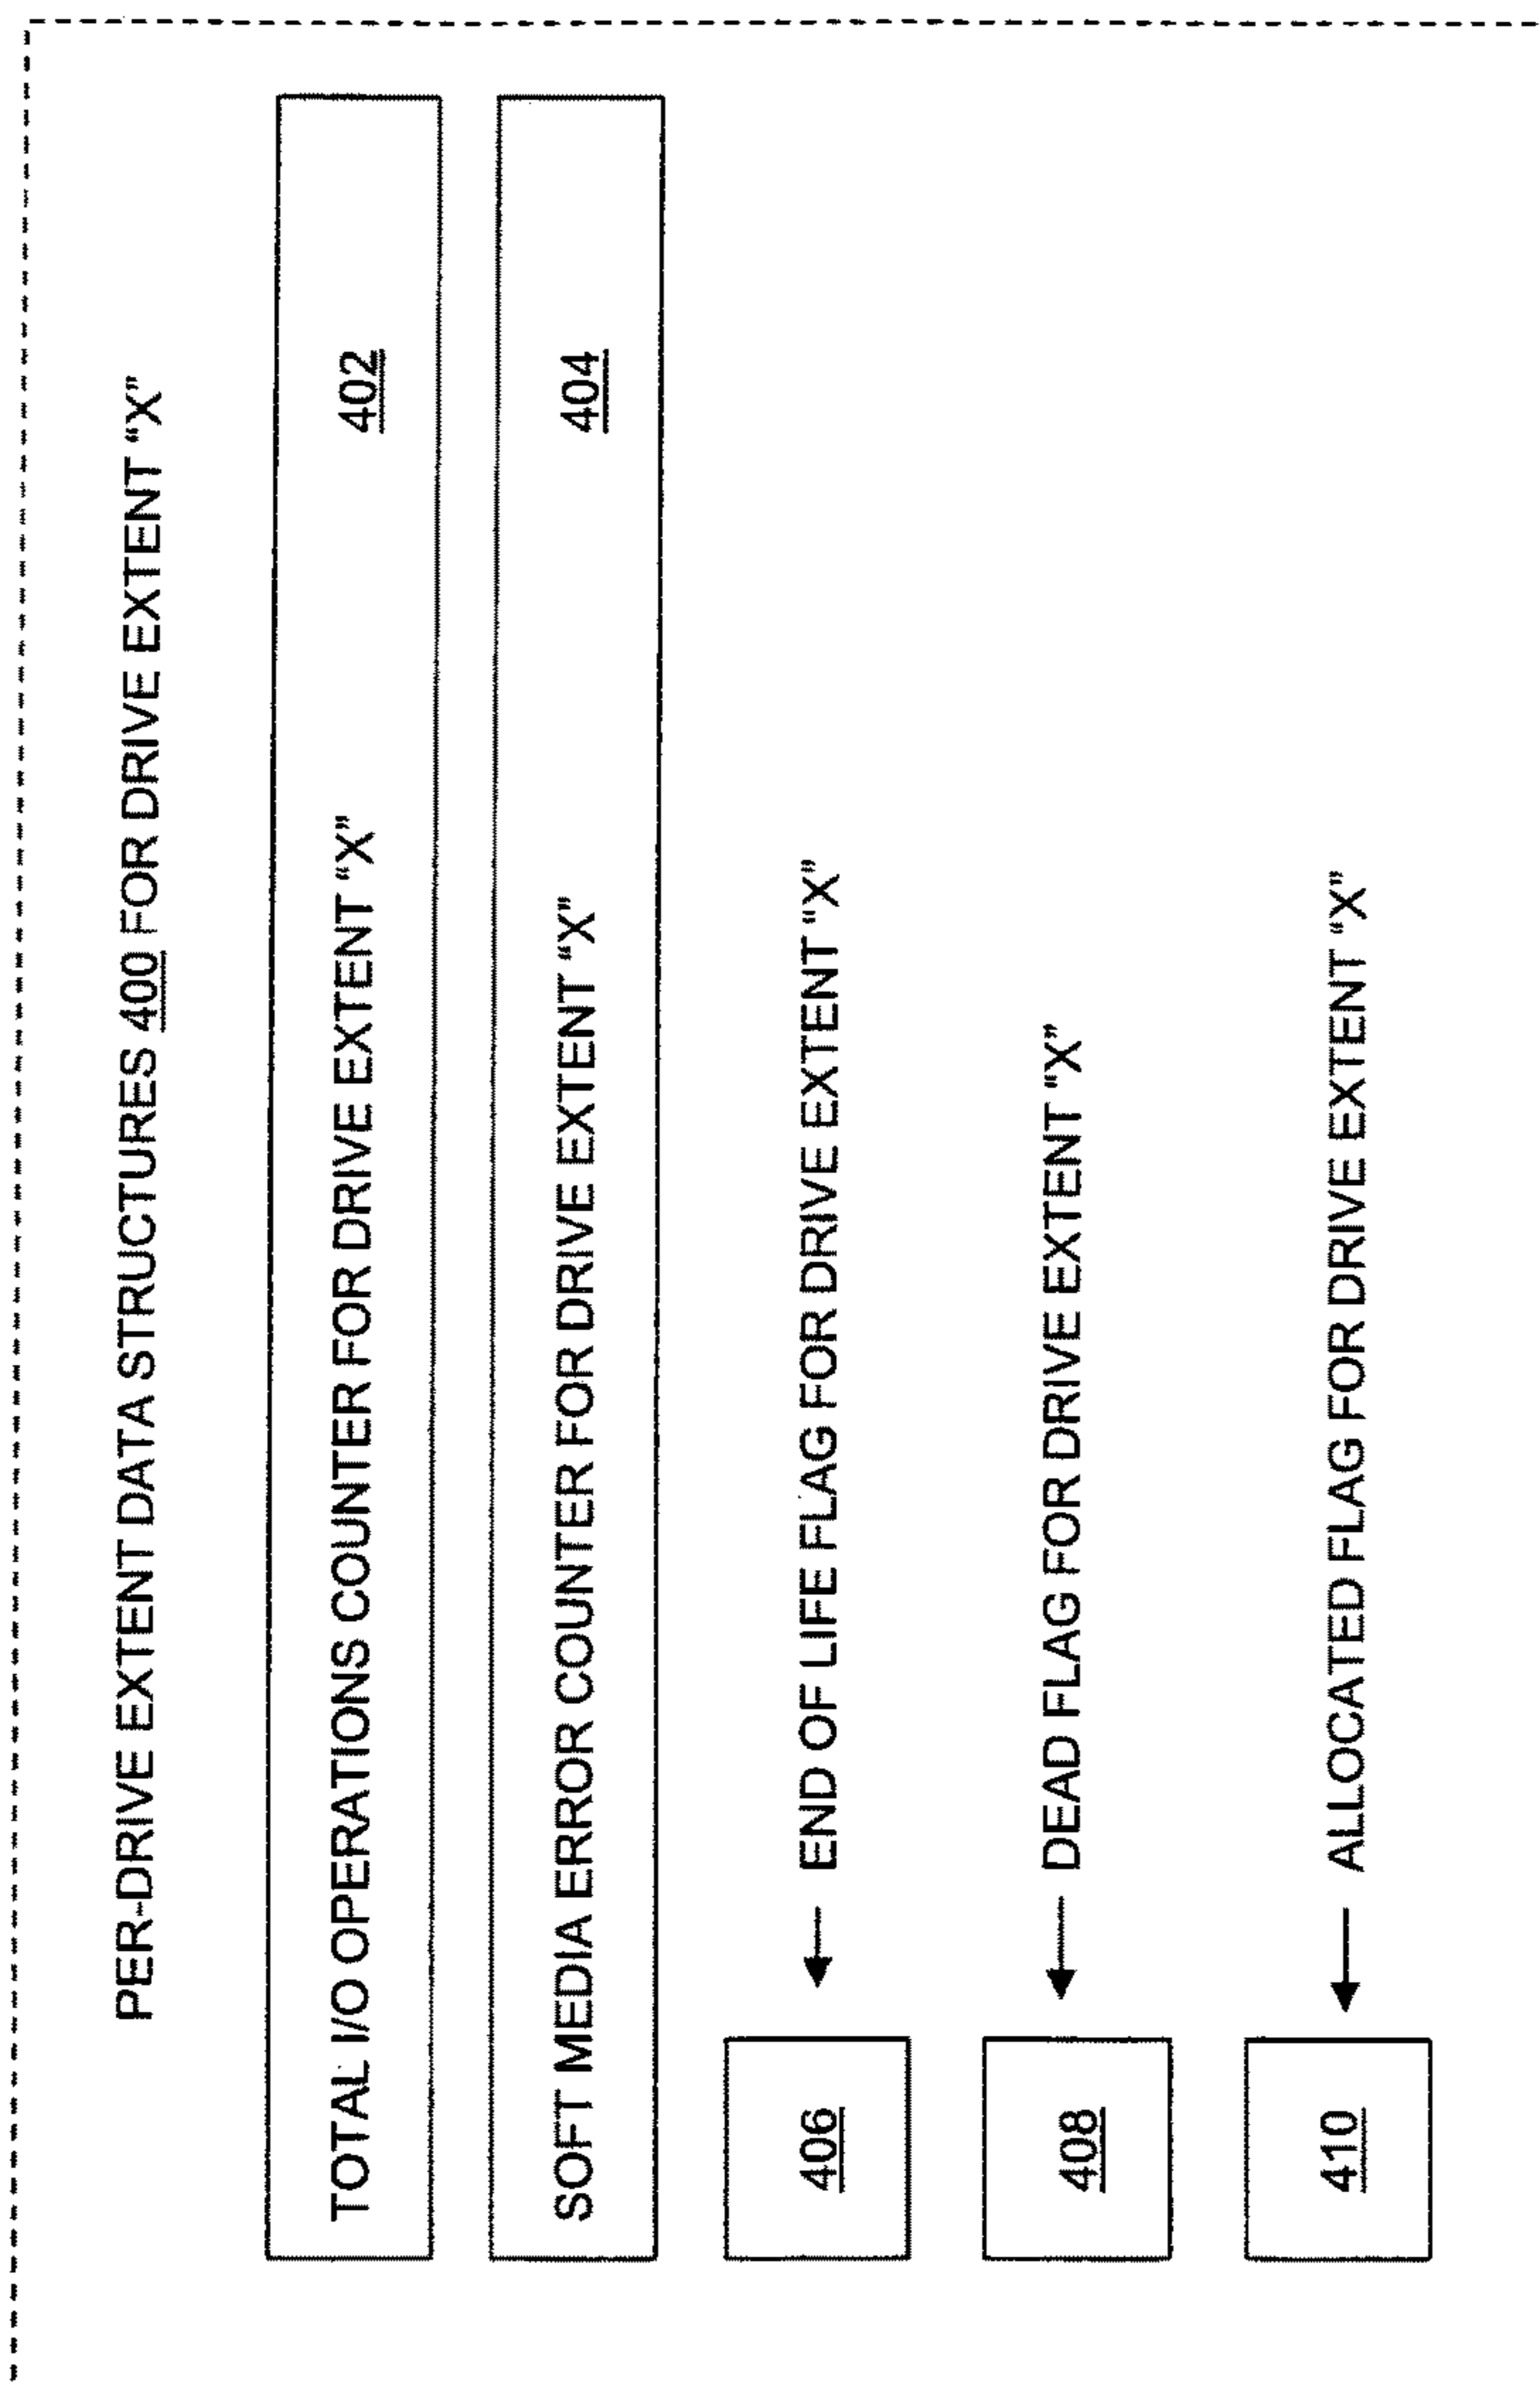 PER-DRIVE EXTENT DATA STRUCTURES 400 FOR DRIVE EXTENT “X”
TOTAL I/O OPERATIONS COUNTER FOR DRIVE EXTENT “X” 402
SOFT MEDIA ERROR COUNTER FOR DRIVE EXTENT “X” 404
406 END OF LIFE FLAG FOR DRIVE EXTENT “X”
408 DEAD FLAG FOR DRIVE EXTENT “X”
410 ALLOCATED FLAG FOR DRIVE EXTENT “X”